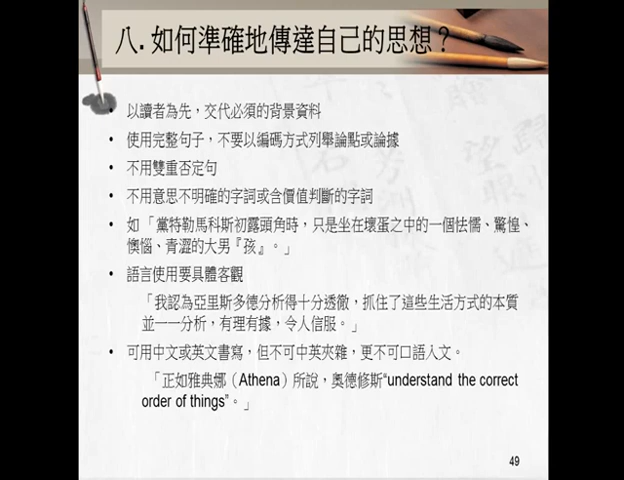 八. 如何準確地傳達自己的思想？
• 以讀者為先，交代必須的背景資料
• 使用完整句子，不要以編碼方式列舉論點或論據
• 不用雙重否定句
• 不用意思不明確的字詞或含價值判斷的字詞
• 如「黨特勒馬科斯初露頭角時，只是坐在壞蛋之中的一個怯懦、驚惶、
懊惱、青澀的大男『孩』。」
• 語言使用要具體客觀
「我認為亞里斯多德分析得十分透徹，抓住了這些生活方式的本質
並一一分析，有理有據，令人信服。」
• 可用中文或英文書寫，但不可中英夾雜，更不可口語入文。
「正如雅典娜（Athena）所說，奧德修斯“understand the correct
order of things”。」
49